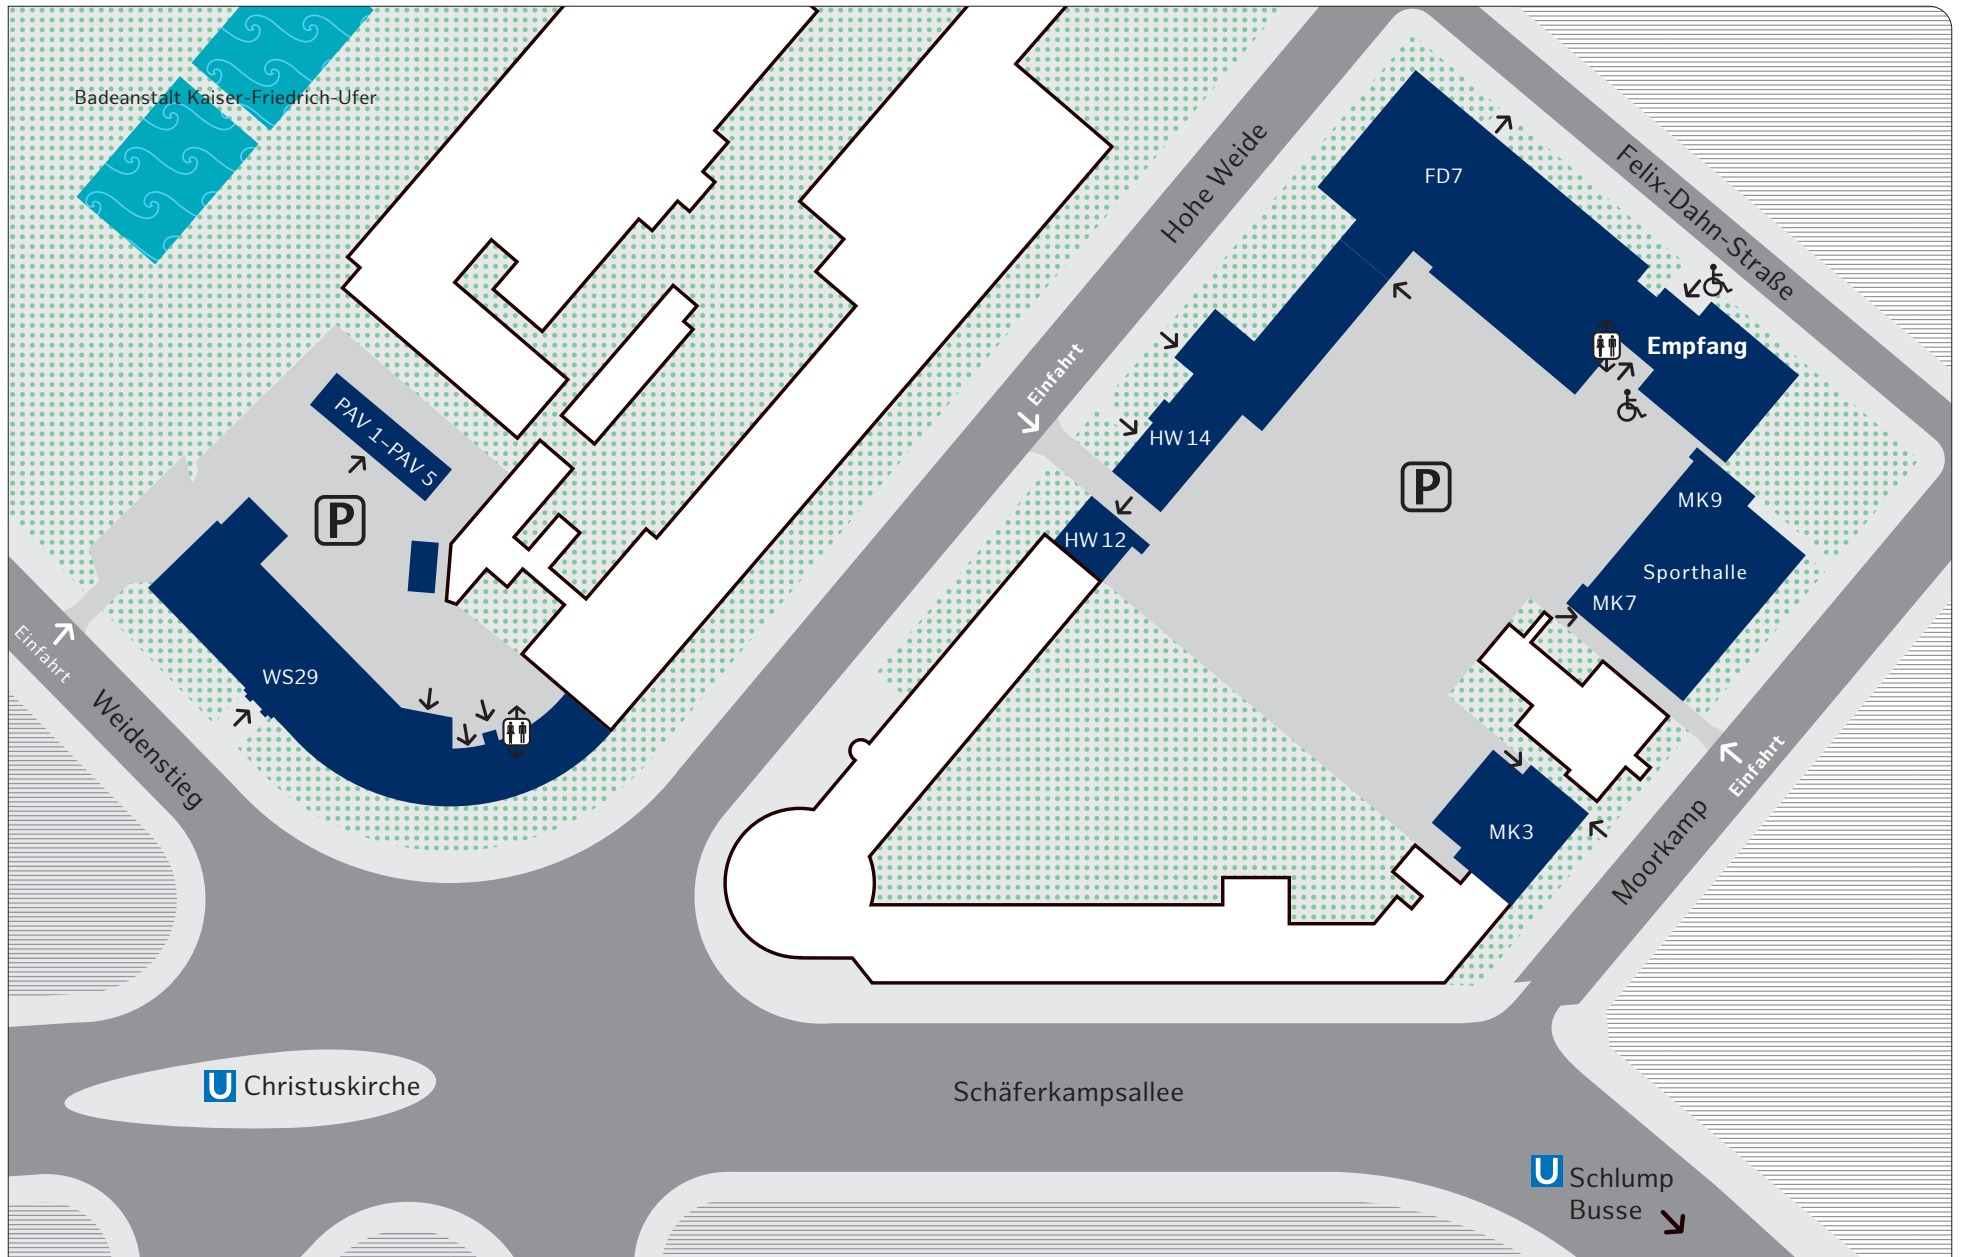 Badeanstalt Kaiser-Friedrich-Ufer
Hohe Weide
Felix-Dahn-Straße
FD7
Empfang
Einfahrt
PAV 1–PAV 5
P
HW 14
HW 12
P
MK9
Sporthalle
MK7
Einfahrt
WS29
Weidenstieg
Einfahrt
MK3
Moorkamp
U Christuskirche
Schäferkampsallee
U Schlump
Busse